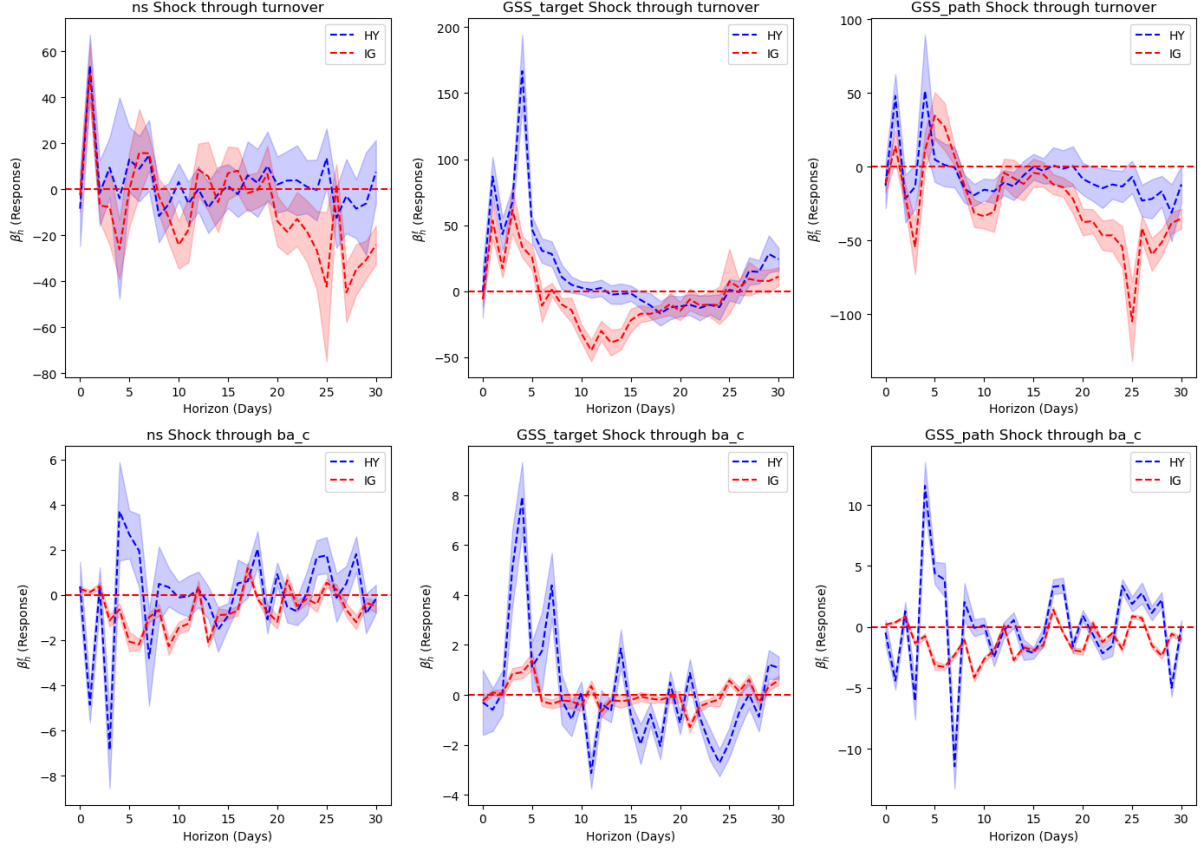 ns Shock through turnover
HY
IG
60
40
20
0
−20
−40
−60
−80
β_h^l (Response)
0 5 10 15 20 25 30
Horizon (Days)
GSS_target Shock through turnover
HY
IG
200
150
100
50
0
−50
β_h^l (Response)
0 5 10 15 20 25 30
Horizon (Days)
GSS_path Shock through turnover
HY
IG
100
50
0
−50
−100
β_h^l (Response)
0 5 10 15 20 25 30
Horizon (Days)
ns Shock through ba_c
HY
IG
6
4
2
0
−2
−4
−6
−8
β_h^l (Response)
0 5 10 15 20 25 30
Horizon (Days)
GSS_target Shock through ba_c
HY
IG
8
6
4
2
0
−2
−4
β_h^l (Response)
0 5 10 15 20 25 30
Horizon (Days)
GSS_path Shock through ba_c
HY
IG
10
5
0
−5
−10
β_h^l (Response)
0 5 10 15 20 25 30
Horizon (Days)